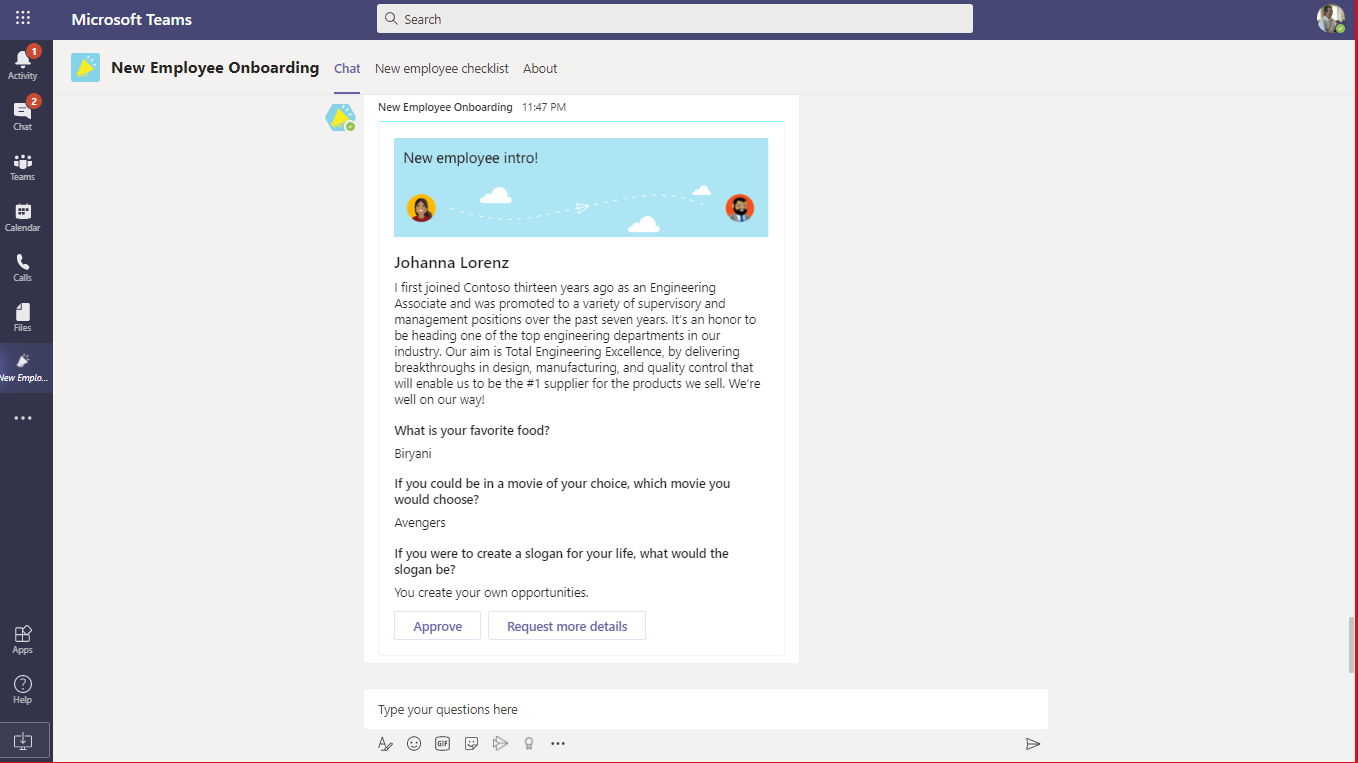 Microsoft Teams
Search
1
Activity
2
Chat
Teams
Calendar
Calls
Files
New Emplo...
Apps
Help
New Employee Onboarding
Chat
New employee checklist
About
New Employee Onboarding 11:47 PM
New employee intro!
Johanna Lorenz
I first joined Contoso thirteen years ago as an Engineering
Associate and was promoted to a variety of supervisory and
management positions over the past seven years. It's an honor to
be heading one of the top engineering departments in our
industry. Our aim is Total Engineering Excellence, by delivering
breakthroughs in design, manufacturing, and quality control that
will enable us to be the #1 supplier for the products we sell. We're
well on our way!
What is your favorite food?
Biryani
If you could be in a movie of your choice, which movie you
would choose?
Avengers
If you were to create a slogan for your life, what would the
slogan be?
You create your own opportunities.
Approve
Request more details
Type your questions here
GIF